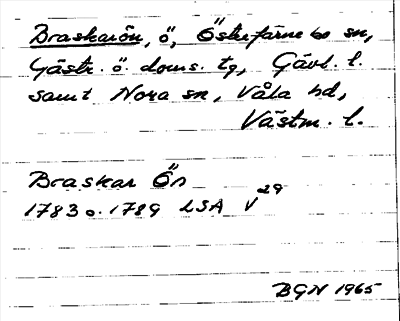 Braskarön, ö, Österfärnebo sn,
Gästr. ö. doms. tg, Gävl. l.
samt Nora sn, Våla hd,
Västm. l.
Braskar Ön
1783 o. 1789 LSA V 29
BGN 1965